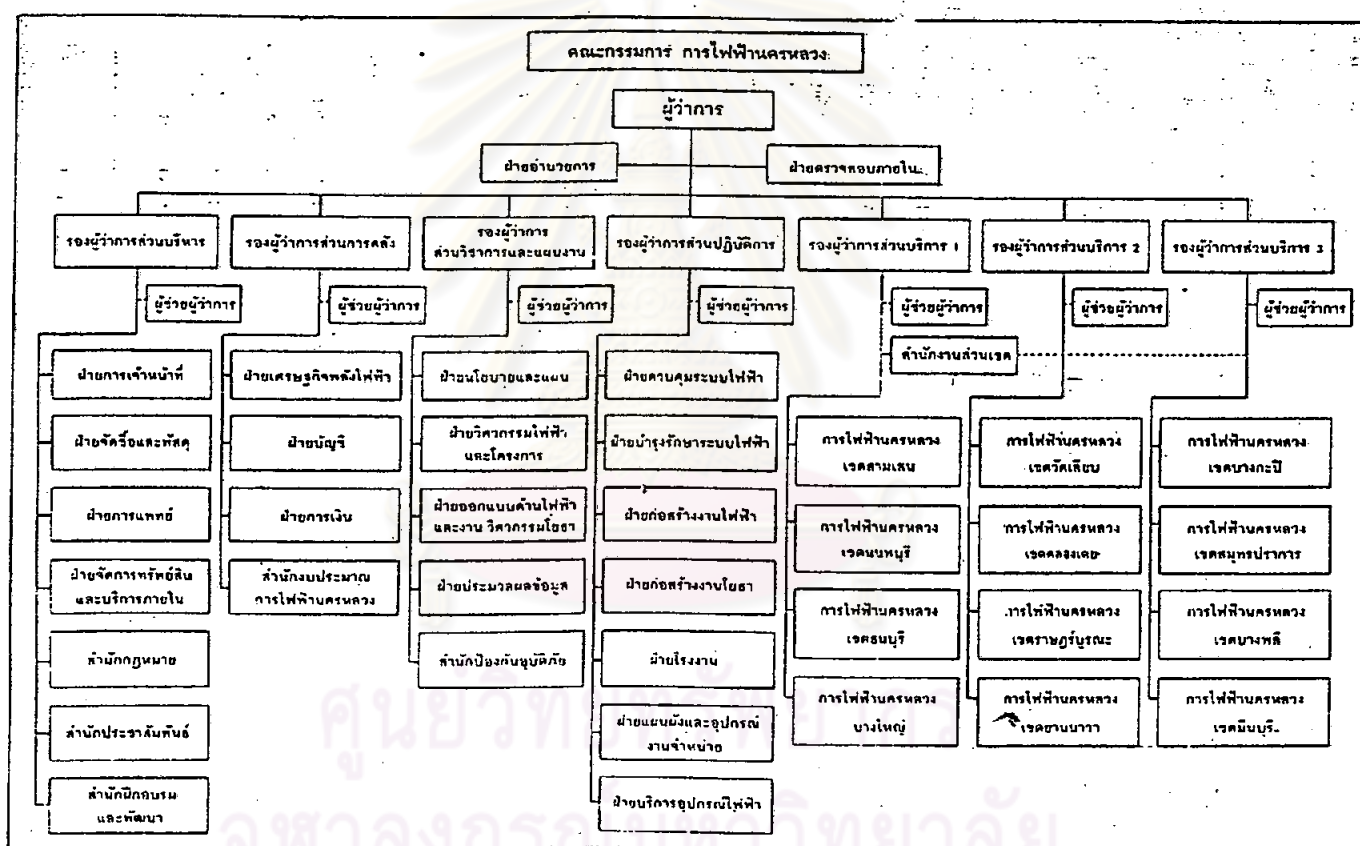 คณะกรรมการ การไฟฟ้านครหลวง
ผู้ว่าการ
ฝ่ายอำนวยการ
ฝ่ายตรวจสอบภายใน
รองผู้ว่าการส่วนบริหาร
รองผู้ว่าการส่วนการคลัง
รองผู้ว่าการ
ส่วนวิชาการและแผนงาน
รองผู้ว่าการส่วนปฏิบัติการ
รองผู้ว่าการส่วนบริการ 1
รองผู้ว่าการส่วนบริการ 2
รองผู้ว่าการส่วนบริการ 3
ผู้ช่วยผู้ว่าการ
ผู้ช่วยผู้ว่าการ
ผู้ช่วยผู้ว่าการ
ผู้ช่วยผู้ว่าการ
ผู้ช่วยผู้ว่าการ
ผู้ช่วยผู้ว่าการ
ผู้ช่วยผู้ว่าการ
สำนักงานส่วนเขต
ฝ่ายการเจ้าหน้าที่
ฝ่ายจัดซื้อและพัสดุ
ฝ่ายการแพทย์
ฝ่ายจัดการทรัพย์สิน
และบริการภายใน
สำนักกฎหมาย
สำนักประชาสัมพันธ์
สำนักฝึกอบรม
และพัฒนา
ฝ่ายเศรษฐกิจพลังไฟฟ้า
ฝ่ายบัญชี
ฝ่ายการเงิน
สำนักงบประมาณ
การไฟฟ้านครหลวง
ฝ่ายนโยบายและแผน
ฝ่ายวิศวกรรมไฟฟ้า
และโครงการ
ฝ่ายออกแบบด้านไฟฟ้า
และงาน วิศวกรรมโยธา
ฝ่ายประมวลผลข้อมูล
สำนักป้องกันอุบัติภัย
ฝ่ายควบคุมระบบไฟฟ้า
ฝ่ายบำรุงรักษาระบบไฟฟ้า
ฝ่ายก่อสร้างงานไฟฟ้า
ฝ่ายก่อสร้างงานโยธา
ฝ่ายโรงงาน
ฝ่ายแผนผังและอุปกรณ์
งานจำหน่าย
ฝ่ายบริการอุปกรณ์ไฟฟ้า
การไฟฟ้านครหลวง
เขตสามเสน
การไฟฟ้านครหลวง
เขตนนทบุรี
การไฟฟ้านครหลวง
เขตธนบุรี
การไฟฟ้านครหลวง
บางใหญ่
การไฟฟ้านครหลวง
เขตวัดเลียบ
การไฟฟ้านครหลวง
เขตคลองเตย
การไฟฟ้านครหลวง
เขตราษฎร์บูรณะ
การไฟฟ้านครหลวง
เขตยานนาวา
การไฟฟ้านครหลวง
เขตบางกะปิ
การไฟฟ้านครหลวง
เขตสมุทรปราการ
การไฟฟ้านครหลวง
เขตบางพลี
การไฟฟ้านครหลวง
เขตมีนบุรี
ศูนย์วิทยทรัพยากร
จุฬาลงกรณ์มหาวิทยาลัย